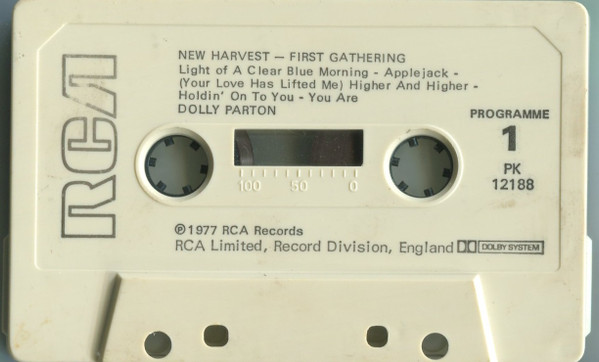 RCA
NEW HARVEST — FIRST GATHERING
Light of A Clear Blue Morning - Applejack -
(Your Love Has Lifted Me) Higher And Higher -
Holdin' On To You - You Are
DOLLY PARTON
PROGRAMME
1
PK
12188
100 50 0
℗1977 RCA Records
RCA Limited, Record Division, England DOLBY SYSTEM